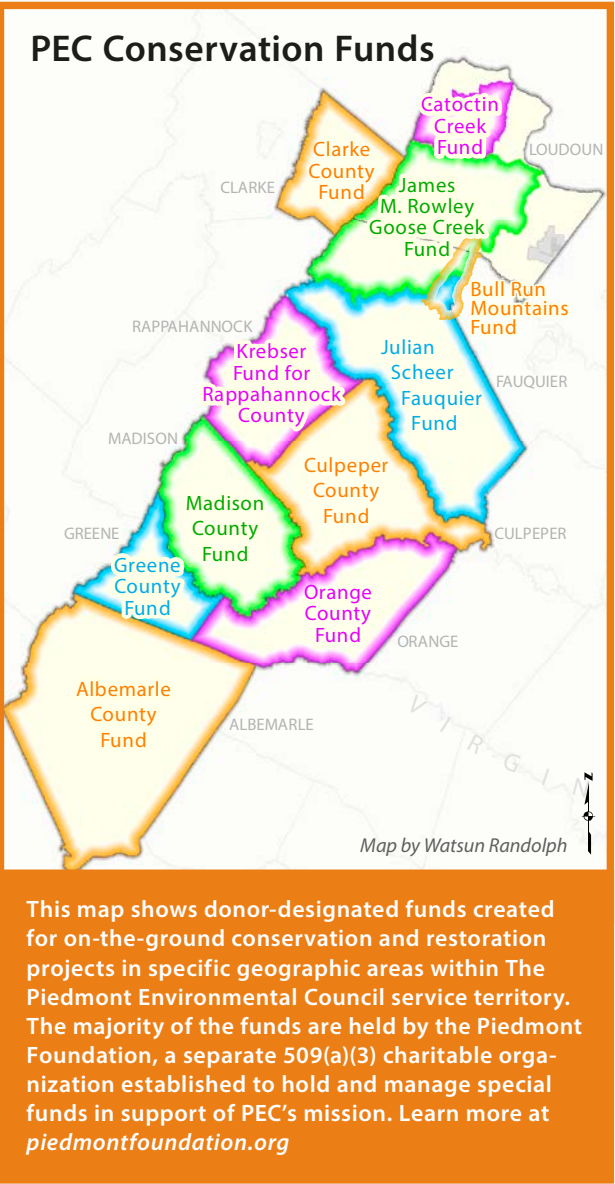 PEC Conservation Funds
Catoctin
Creek
Fund
LOUDOUN
Clarke
County
Fund
CLARKE
James
M. Rowley
Goose Creek
Fund
Bull Run
Mountains
Fund
RAPPAHANNOCK
Krebser
Fund for
Rappahannock
County
Julian
Scheer
Fauquier
Fund
FAUQUIER
MADISON
Culpeper
County
Fund
Madison
County
Fund
GREENE
CULPEPER
Greene
County
Fund
Orange
County
Fund
ORANGE
Albemarle
County
Fund
ALBEMARLE
VIRGIN
N
Map by Watsun Randolph
This map shows donor-designated funds created
for on-the-ground conservation and restoration
projects in specific geographic areas within The
Piedmont Environmental Council service territory.
The majority of the funds are held by the Piedmont
Foundation, a separate 509(a)(3) charitable orga-
nization established to hold and manage special
funds in support of PEC’s mission. Learn more at
piedmontfoundation.org